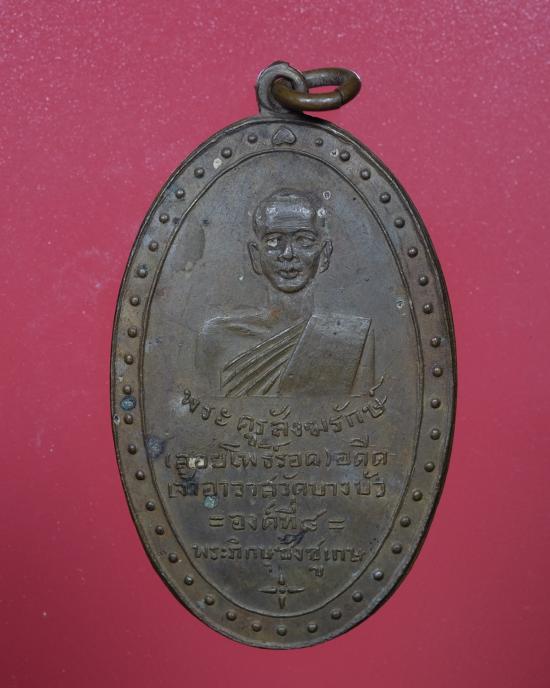 พระครูสังฆรักษ์
(ลอยโพธิ์รอด)อดีต
เจ้าอาวาสวัดบางบัว
=องค์ที่๘=
พระภิกษุ